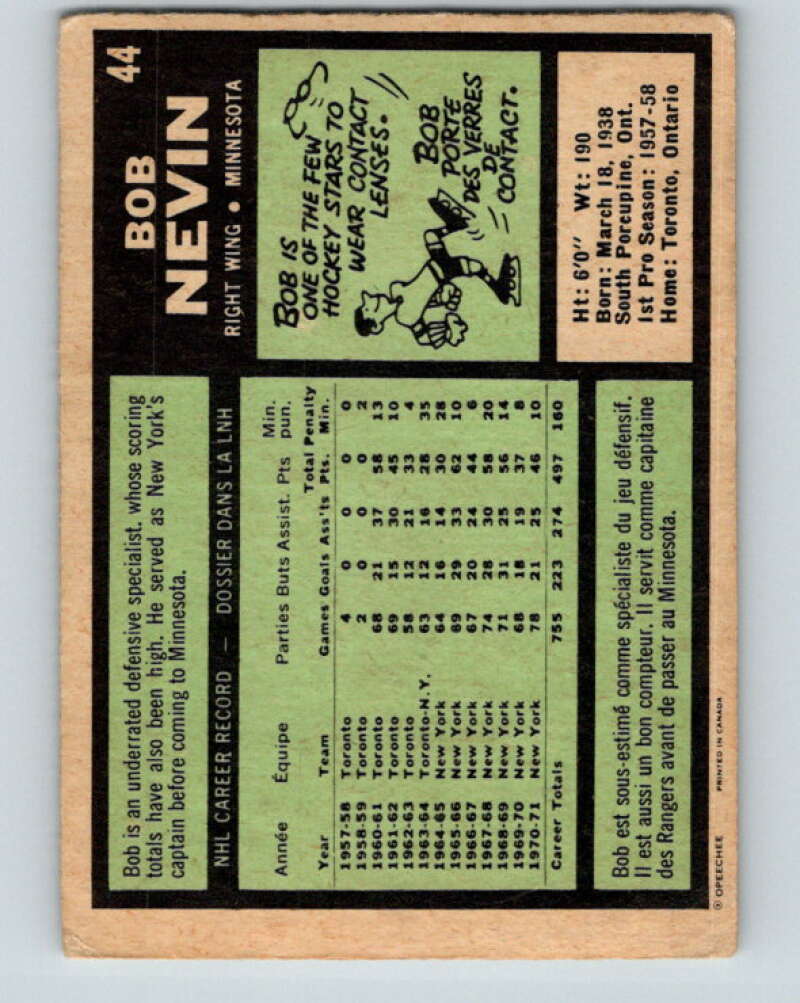 44
BOB
NEVIN
RIGHT WING • MINNESOTA
Bob is an underrated defensive specialist, whose scoring
totals have also been high. He served as New York's
captain before coming to Minnesota.
BOB IS
ONE OF THE FEW
HOCKEY STARS TO
WEAR CONTACT
LENSES.
BOB
PORTE
DES VERRES
DE
CONTACT.
Ht: 6'0" Wt: 190
Born: March 18, 1938
South Porcupine, Ont.
1st Pro Season: 1957-58
Home: Toronto, Ontario
NHL CAREER RECORD — DOSSIER DANS LA LNH
Année Équipe Parties Buts Assist. Pts Min. pun.
Year Team Games Goals Ass'ts Total Pts. Penalty Min.
1957-58 Toronto 4 0 0 0 0
1958-59 Toronto 2 0 0 0 2
1960-61 Toronto 68 21 37 58 13
1961-62 Toronto 69 15 30 45 10
1962-63 Toronto 58 12 21 33 4
1963-64 Toronto-N.Y. 63 12 16 28 35
1964-65 New York 64 16 14 30 28
1965-66 New York 69 29 33 62 10
1966-67 New York 67 20 24 44 6
1967-68 New York 74 28 30 58 20
1968-69 New York 71 31 25 56 14
1969-70 New York 68 18 19 37 8
1970-71 New York 78 21 25 46 10
Career Totals 755 223 274 497 160
Bob est sous-estimé comme spécialiste du jeu défensif.
Il est aussi un bon compteur. Il servit comme capitaine
des Rangers avant de passer au Minnesota.
© OPEECHEE PRINTED IN CANADA